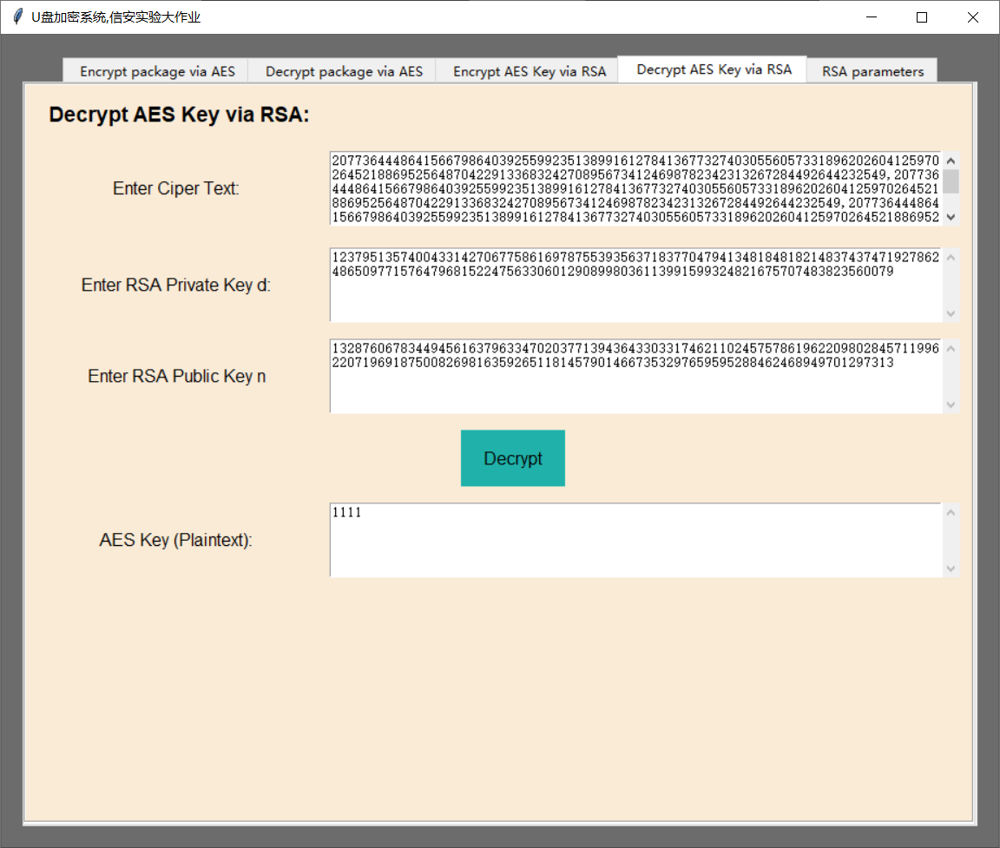 U盘加密系统,信安实验大作业
Encrypt package via AES
Decrypt package via AES
Encrypt AES Key via RSA
Decrypt AES Key via RSA
RSA parameters
Decrypt AES Key via RSA:
Enter Ciper Text:
20773644486415667986403925599235138991612784136773274030556057331896202604125970
2645218869525648704229133683242708956734124698782342313267284492644232549,207736
44486415667986403925599235138991612784136773274030556057331896202604125970264521
8869525648704229133683242708956734124698782342313267284492644232549,207736444864
15667986403925599235138991612784136773274030556057331896202604125970264521886952
Enter RSA Private Key d:
12379513574004331427067758616978755393563718377047941348184818214837437471927862
48650977157647968152247563306012908998036113991599324821675707483823560079
Enter RSA Public Key n
13287606783449456163796334702037713943643303317462110245757861962209802845711996
22071969187500826981635926511814579014667353297659595288462468949701297313
Decrypt
AES Key (Plaintext):
1111